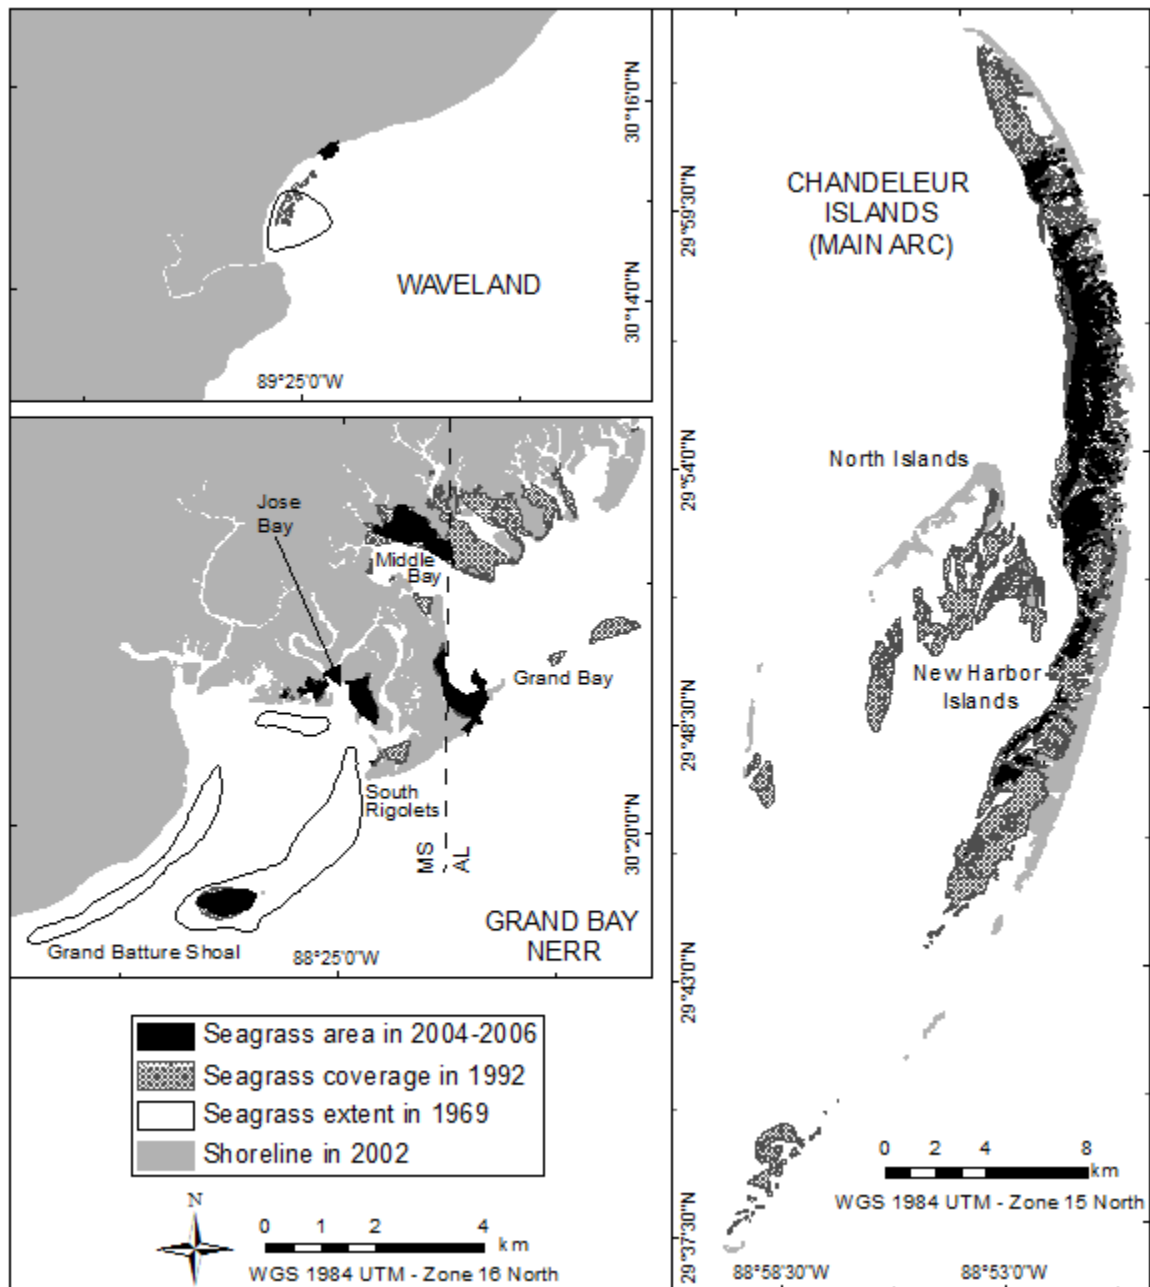 30°16'0"N
30°14'0"N
WAVELAND
89°25'0"W
Jose
Bay
Middle
Bay
Grand Bay
South
Rigolets
MS
AL
30°20'0"N
GRAND BAY
NERR
Grand Batture Shoal
88°25'0"W
Seagrass area in 2004-2006
Seagrass coverage in 1992
Seagrass extent in 1969
Shoreline in 2002
N
0 1 2 4
km
WGS 1984 UTM - Zone 16 North
CHANDELEUR
ISLANDS
(MAIN ARC)
29°59'30"N
29°54'0"N
29°48'30"N
29°43'0"N
29°37'30"N
North Islands
New Harbor
Islands
0 2 4 8
km
WGS 1984 UTM - Zone 15 North
88°58'30"W
88°53'0"W